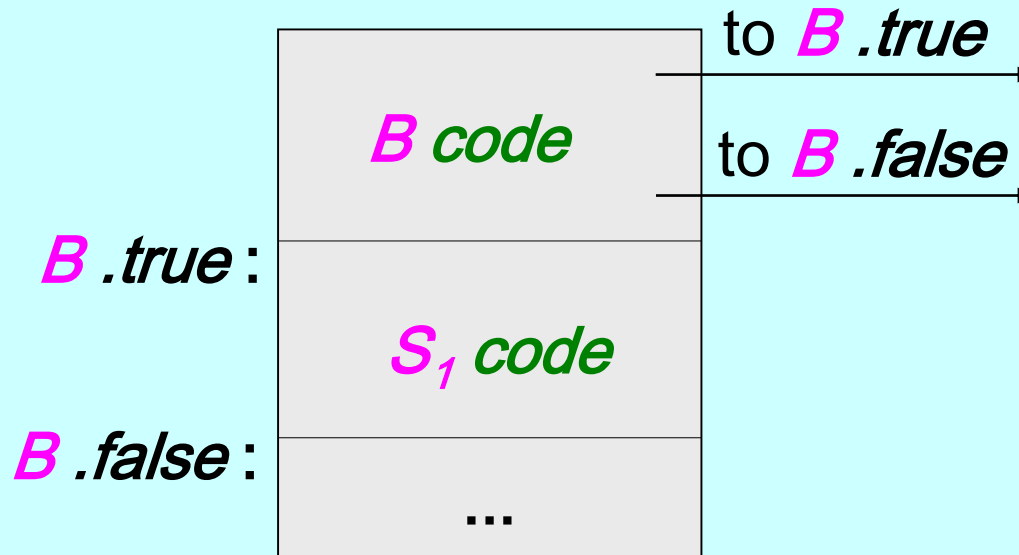 to B .true
B code
to B .false
B .true :
S₁ code
B .false :
...